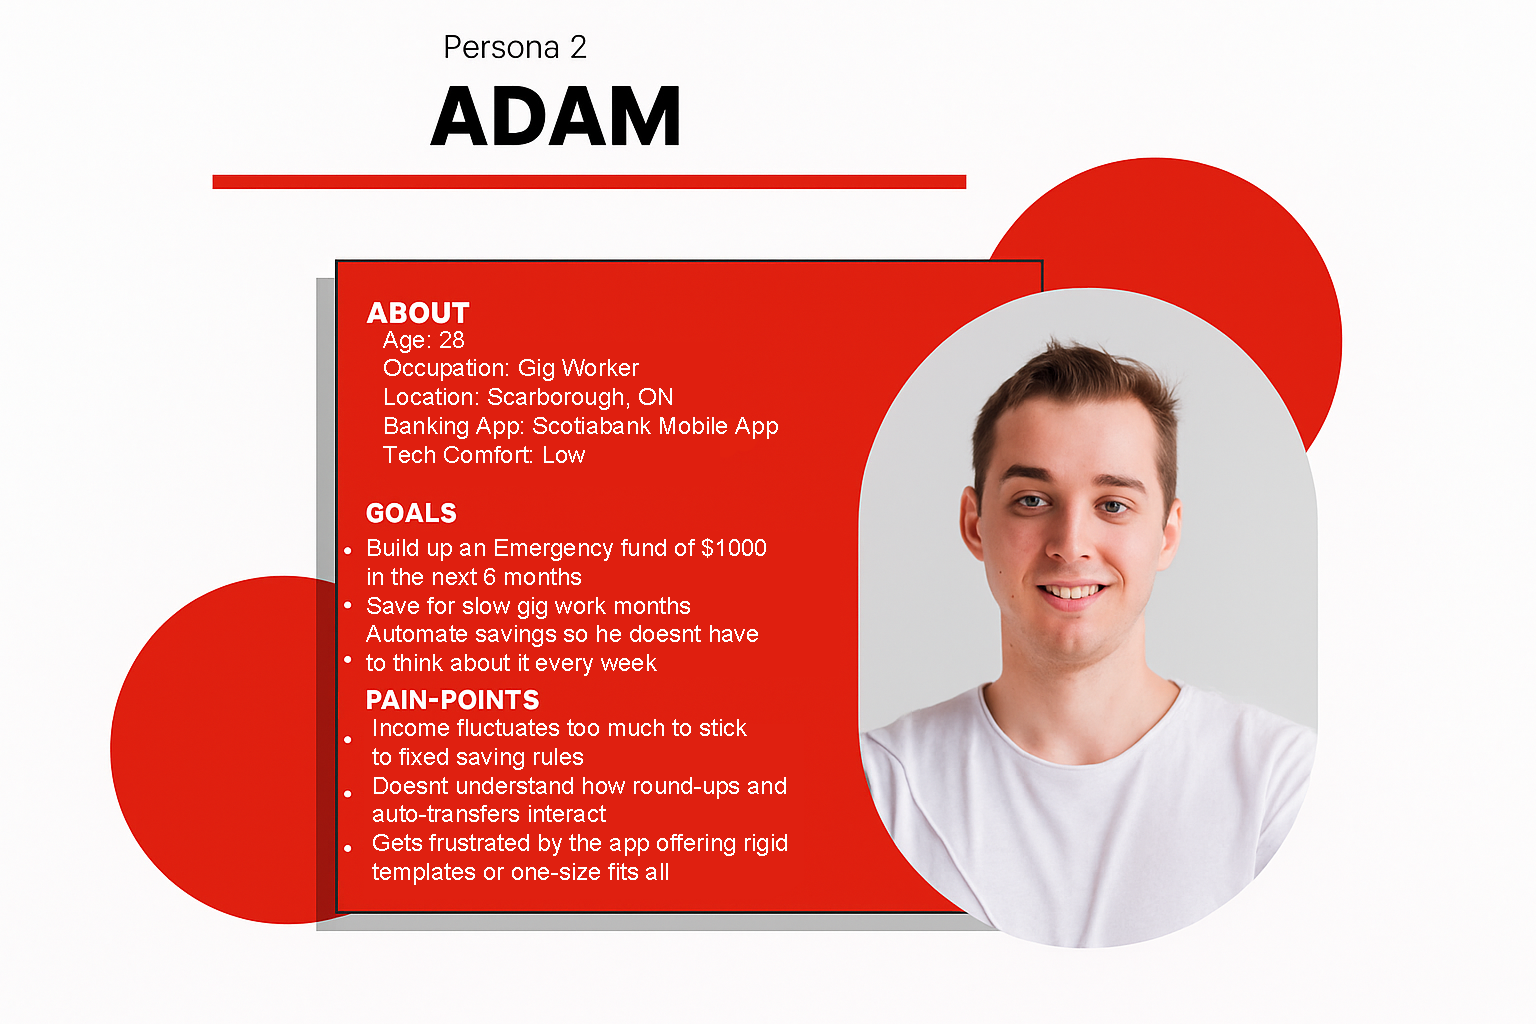 Persona 2
ADAM
ABOUT
Age: 28
Occupation: Gig Worker
Location: Scarborough, ON
Banking App: Scotiabank Mobile App
Tech Comfort: Low
GOALS
• Build up an Emergency fund of $1000
in the next 6 months
• Save for slow gig work months
Automate savings so he doesnt have
• to think about it every week
PAIN-POINTS
• Income fluctuates too much to stick
to fixed saving rules
• Doesnt understand how round-ups and
auto-transfers interact
• Gets frustrated by the app offering rigid
templates or one-size fits all